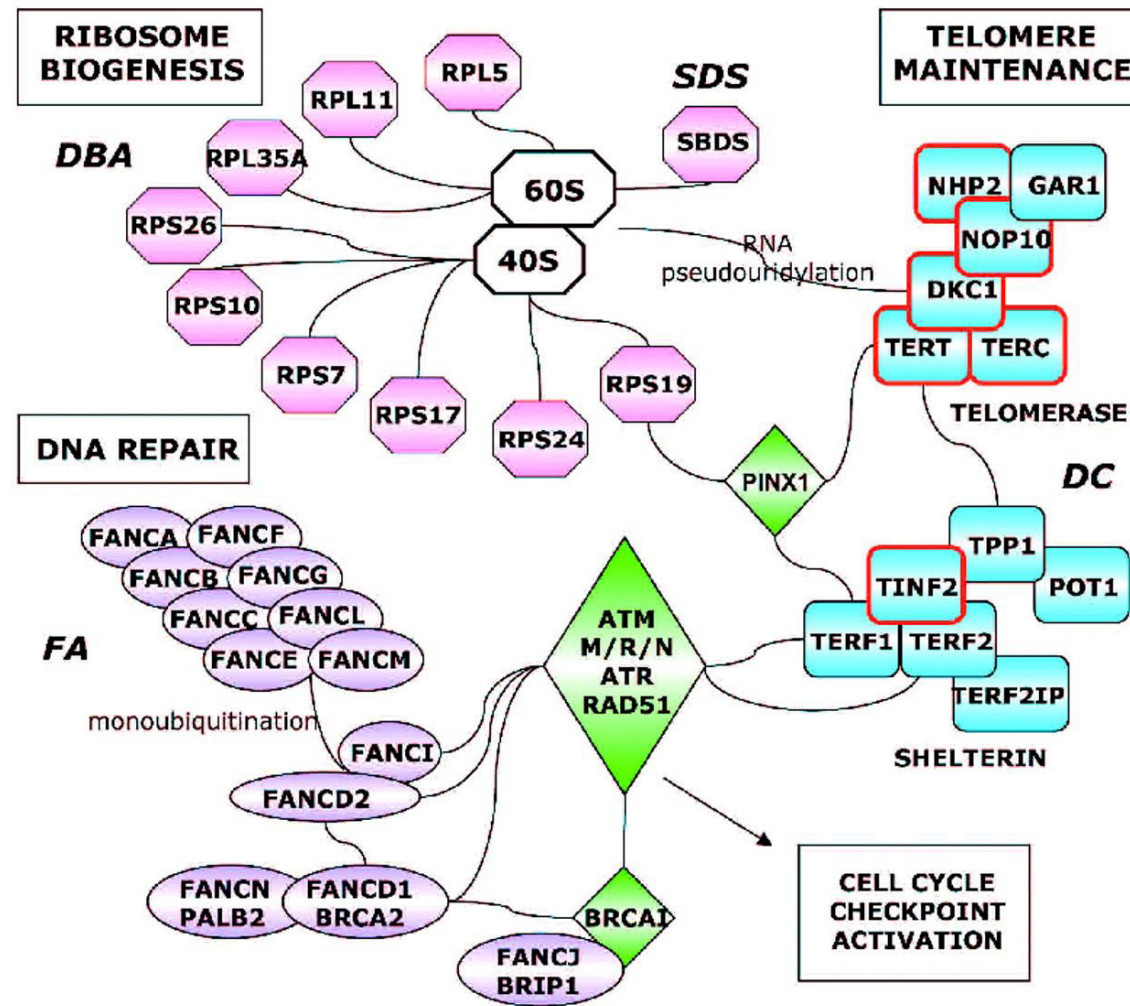 RIBOSOME
BIOGENESIS
TELOMERE
MAINTENANCE
RPL5
SDS
RPL11
SBDS
DBA
RPL35A
60S
NHP2
GAR1
RPS26
NOP10
40S
RNA
pseudouridylation
RPS10
DKC1
TERT
TERC
RPS7
RPS19
RPS17
RPS24
TELOMERASE
DNA REPAIR
PINX1
DC
FANCA
FANCF
TPP1
FANCB
FANCG
TINF2
POT1
FANCC
FANCL
ATM
M/R/N
ATR
RAD51
TERF1
TERF2
FA
FANCE
FANCM
TERF2IP
monoubiquitination
FANCI
SHELTERIN
FANCD2
FANCN
PALB2
FANCD1
BRCA2
BRCAI
CELL CYCLE
CHECKPOINT
ACTIVATION
FANCJ
BRIP1